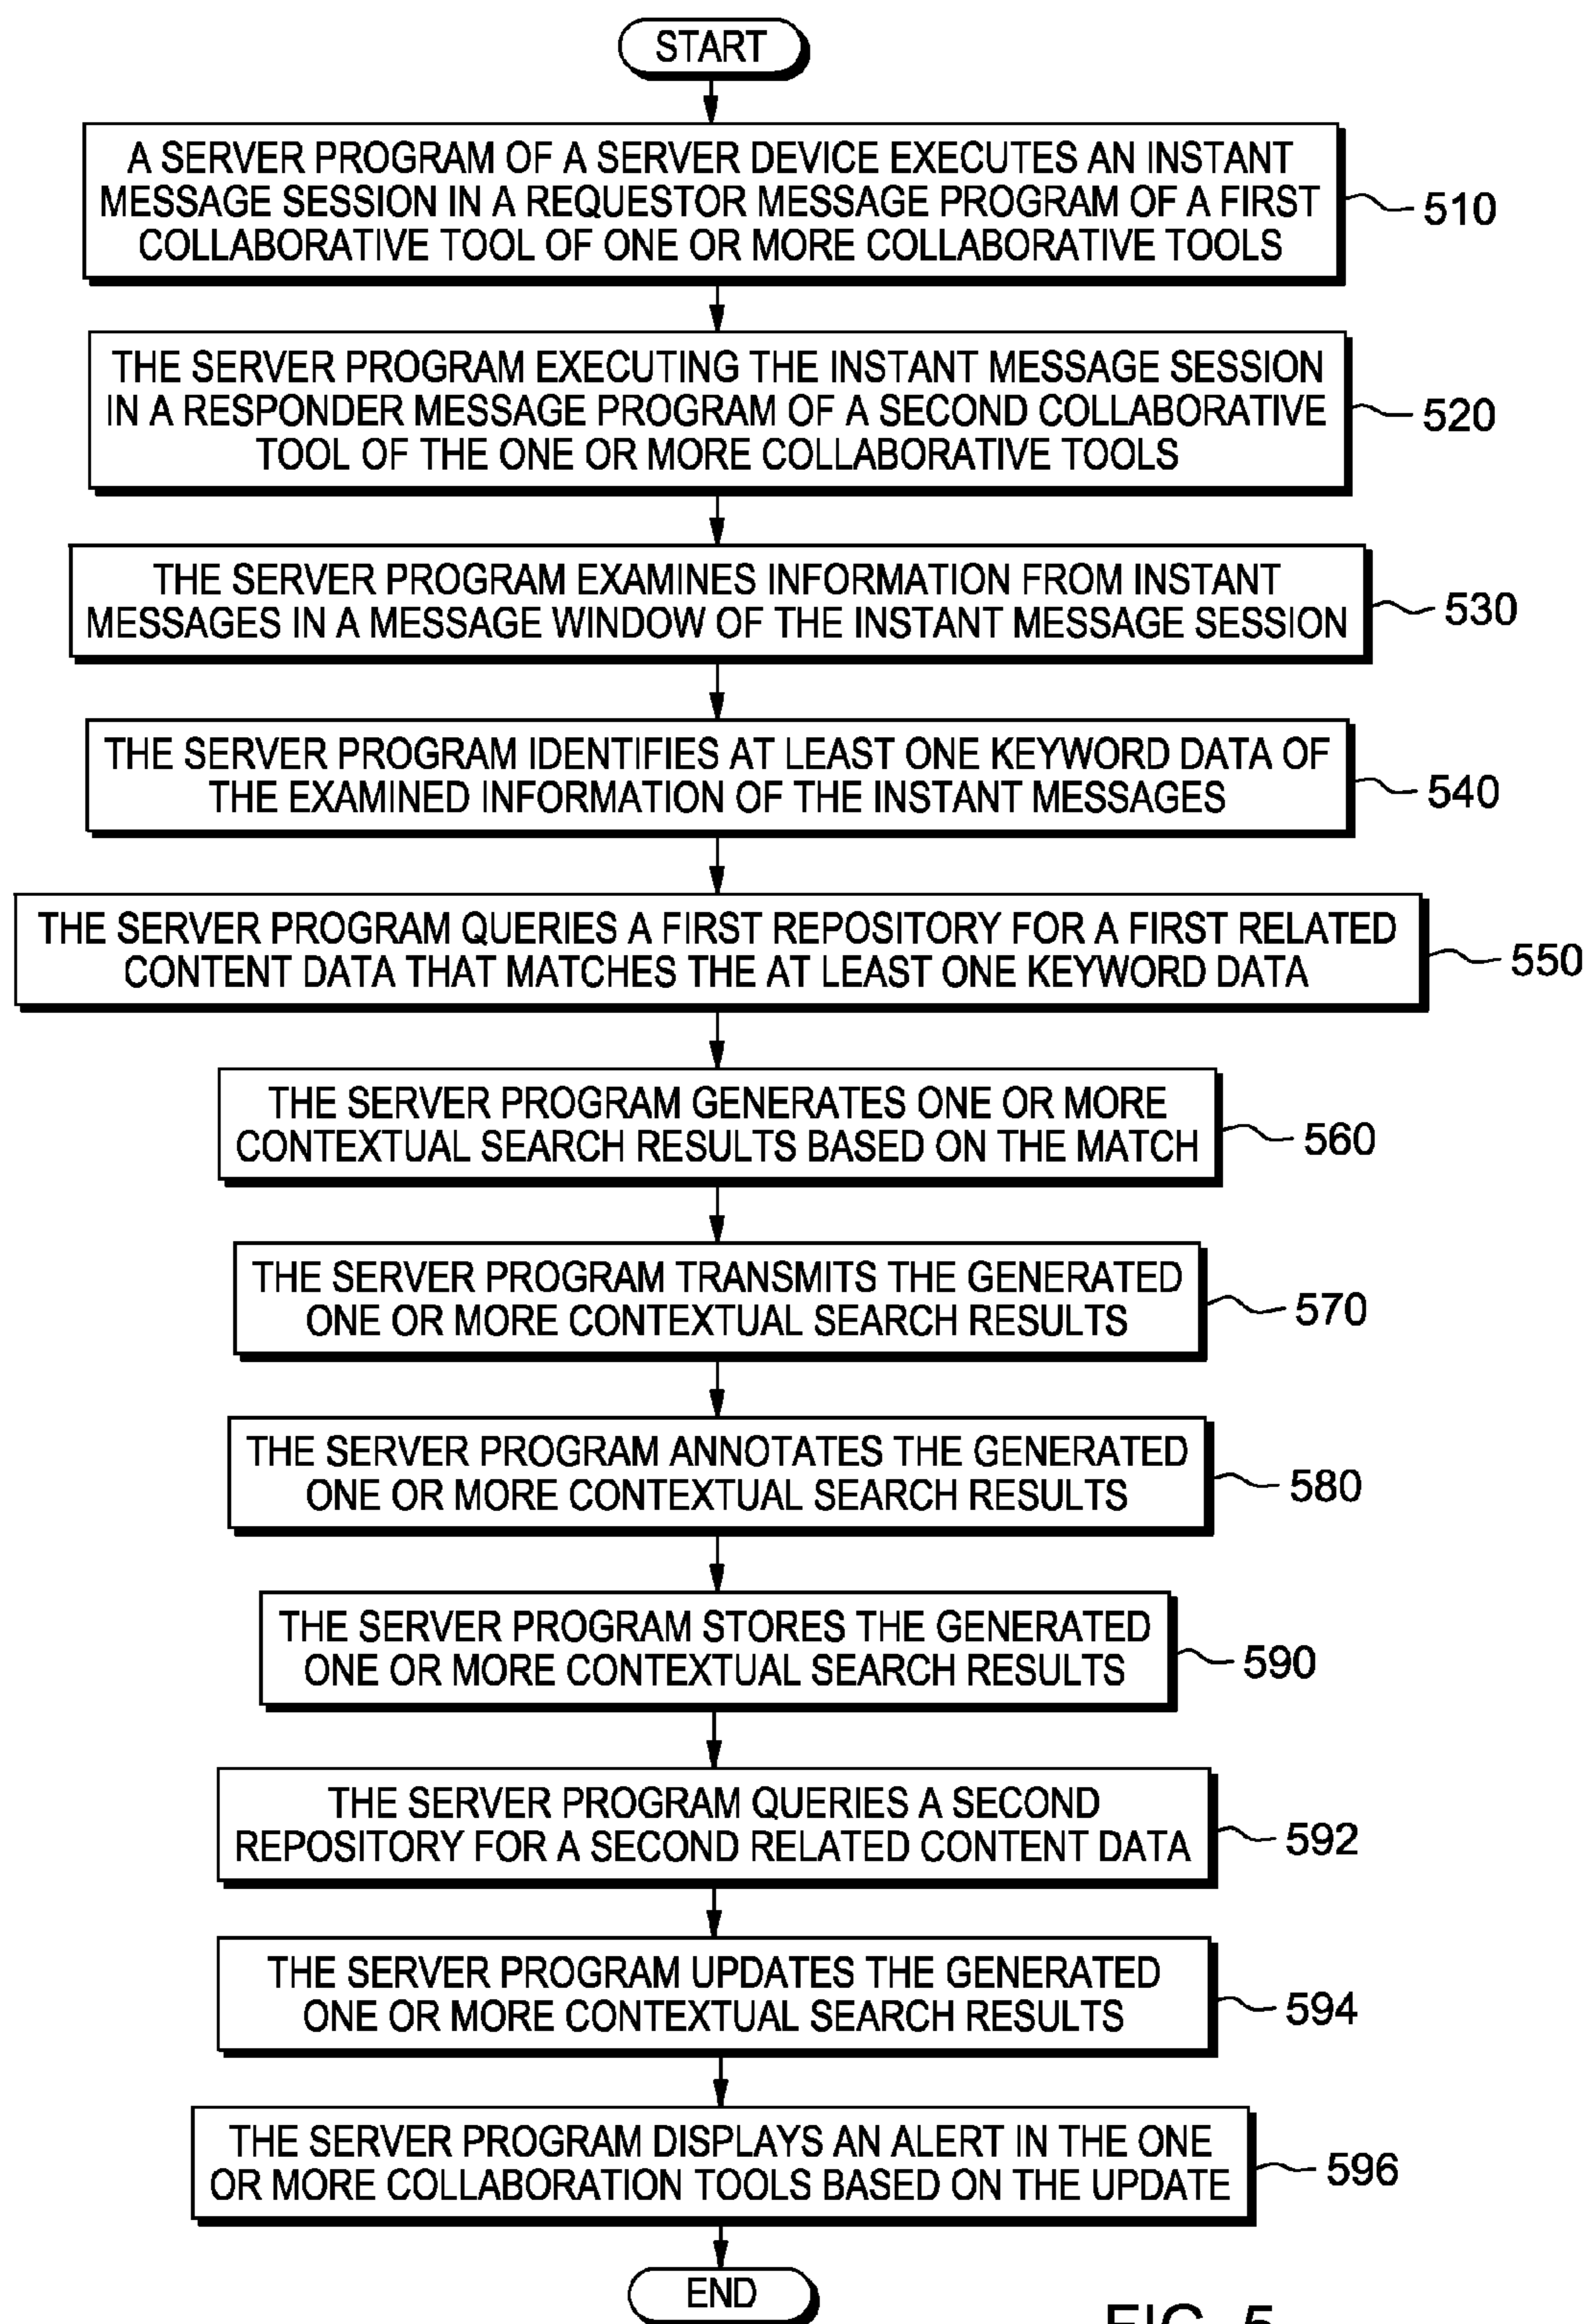 START
A SERVER PROGRAM OF A SERVER DEVICE EXECUTES AN INSTANT
MESSAGE SESSION IN A REQUESTOR MESSAGE PROGRAM OF A FIRST
COLLABORATIVE TOOL OF ONE OR MORE COLLABORATIVE TOOLS
510
THE SERVER PROGRAM EXECUTING THE INSTANT MESSAGE SESSION
IN A RESPONDER MESSAGE PROGRAM OF A SECOND COLLABORATIVE
TOOL OF THE ONE OR MORE COLLABORATIVE TOOLS
520
THE SERVER PROGRAM EXAMINES INFORMATION FROM INSTANT
MESSAGES IN A MESSAGE WINDOW OF THE INSTANT MESSAGE SESSION
530
THE SERVER PROGRAM IDENTIFIES AT LEAST ONE KEYWORD DATA OF
THE EXAMINED INFORMATION OF THE INSTANT MESSAGES
540
THE SERVER PROGRAM QUERIES A FIRST REPOSITORY FOR A FIRST RELATED
CONTENT DATA THAT MATCHES THE AT LEAST ONE KEYWORD DATA
550
THE SERVER PROGRAM GENERATES ONE OR MORE
CONTEXTUAL SEARCH RESULTS BASED ON THE MATCH
560
THE SERVER PROGRAM TRANSMITS THE GENERATED
ONE OR MORE CONTEXTUAL SEARCH RESULTS
570
THE SERVER PROGRAM ANNOTATES THE GENERATED
ONE OR MORE CONTEXTUAL SEARCH RESULTS
580
THE SERVER PROGRAM STORES THE GENERATED
ONE OR MORE CONTEXTUAL SEARCH RESULTS
590
THE SERVER PROGRAM QUERIES A SECOND
REPOSITORY FOR A SECOND RELATED CONTENT DATA
592
THE SERVER PROGRAM UPDATES THE GENERATED
ONE OR MORE CONTEXTUAL SEARCH RESULTS
594
THE SERVER PROGRAM DISPLAYS AN ALERT IN THE ONE
OR MORE COLLABORATION TOOLS BASED ON THE UPDATE
596
END
FIG. 5